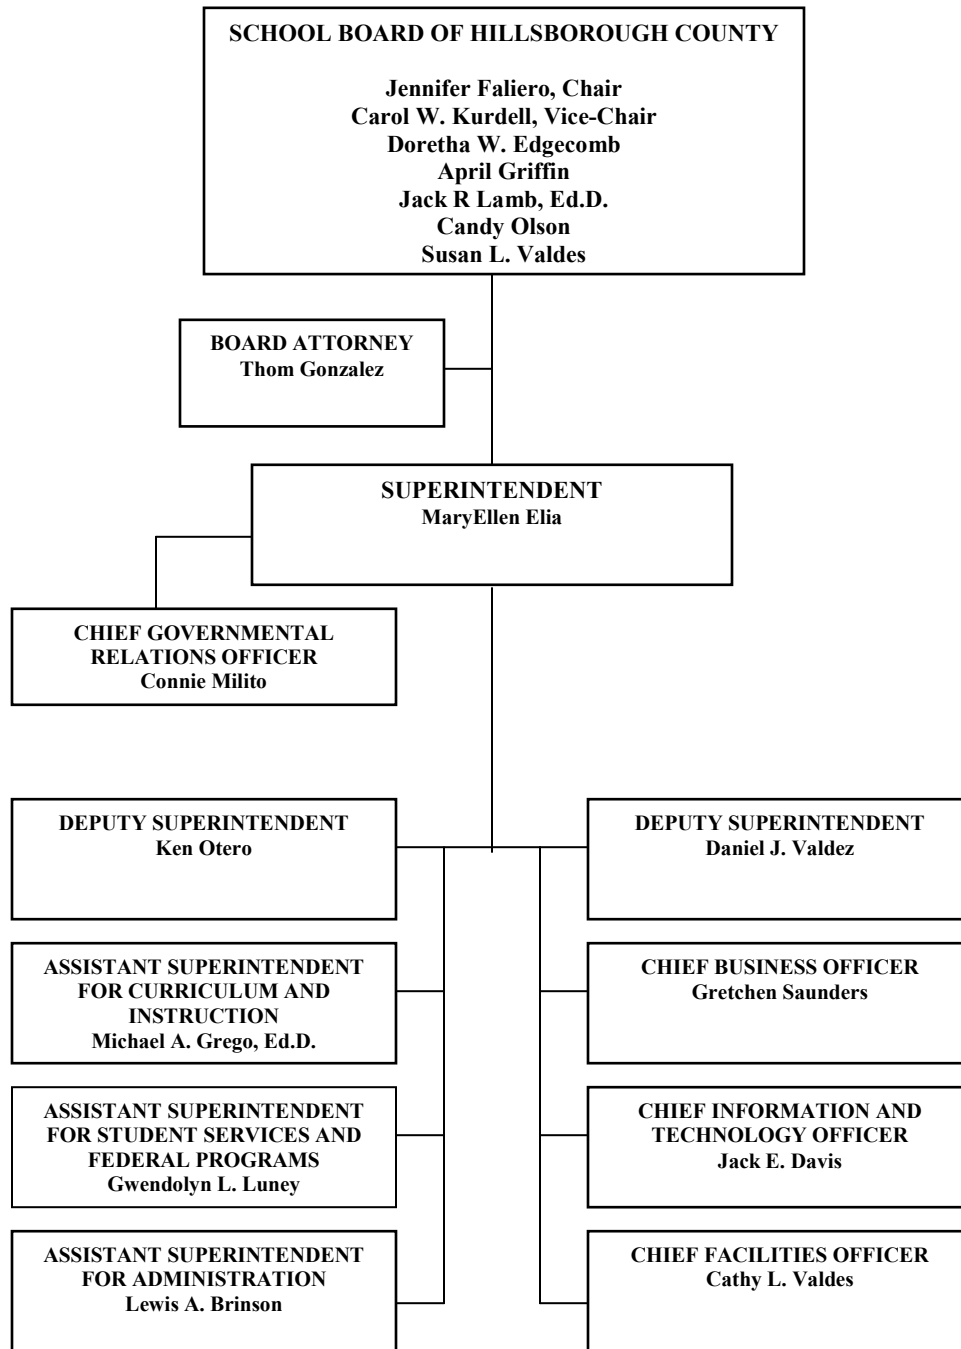 SCHOOL BOARD OF HILLSBOROUGH COUNTY
Jennifer Faliero, Chair
Carol W. Kurdell, Vice-Chair
Doretha W. Edgecomb
April Griffin
Jack R Lamb, Ed.D.
Candy Olson
Susan L. Valdes
BOARD ATTORNEY
Thom Gonzalez
SUPERINTENDENT
MaryEllen Elia
CHIEF GOVERNMENTAL
RELATIONS OFFICER
Connie Milito
DEPUTY SUPERINTENDENT
Ken Otero
DEPUTY SUPERINTENDENT
Daniel J. Valdez
ASSISTANT SUPERINTENDENT
FOR CURRICULUM AND
INSTRUCTION
Michael A. Grego, Ed.D.
CHIEF BUSINESS OFFICER
Gretchen Saunders
ASSISTANT SUPERINTENDENT
FOR STUDENT SERVICES AND
FEDERAL PROGRAMS
Gwendolyn L. Luney
CHIEF INFORMATION AND
TECHNOLOGY OFFICER
Jack E. Davis
ASSISTANT SUPERINTENDENT
FOR ADMINISTRATION
Lewis A. Brinson
CHIEF FACILITIES OFFICER
Cathy L. Valdes